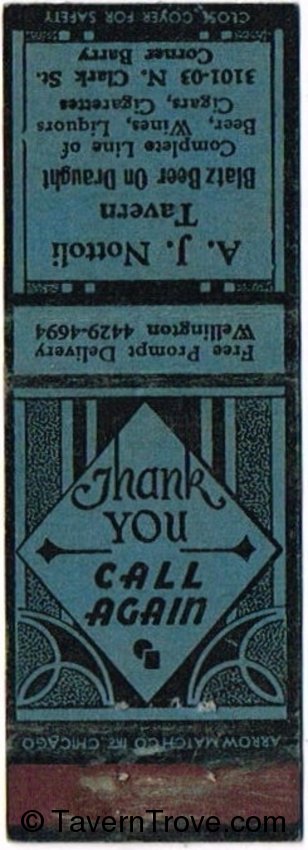 CLOSE COVER FOR SAFETY
A. J. Nottoli
Tavern
Blatz Beer On Draught
Complete Line of
Beer, Wines, Liquors
Cigars, Cigarettes
3101-03 N. Clark St.
Corner Barry
Free Prompt Delivery
Wellington 4429-4694
Thank
YOU
CALL
AGAIN
ARROW MATCH CO CHICAGO
© TavernTrove.com